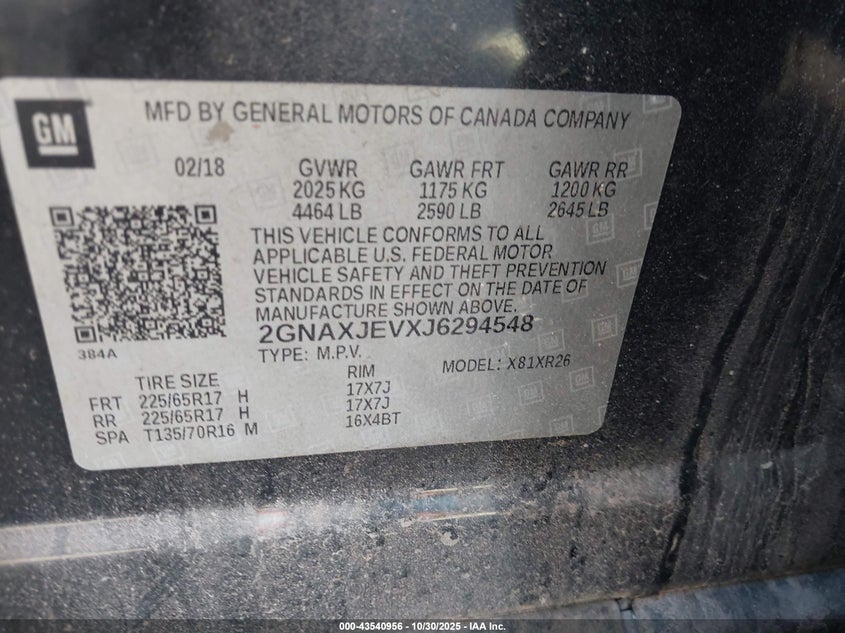 GM
MFD BY GENERAL MOTORS OF CANADA COMPANY
02/18 GVWR GAWR FRT GAWR RR
2025 KG 1175 KG 1200 KG
4464 LB 2590 LB 2645 LB
THIS VEHICLE CONFORMS TO ALL
APPLICABLE U.S. FEDERAL MOTOR
VEHICLE SAFETY AND THEFT PREVENTION
STANDARDS IN EFFECT ON THE DATE OF
MANUFACTURE SHOWN ABOVE.
2GNAXJEVXJ6294548
384A
TYPE: M.P.V. MODEL: X81XR26
TIRE SIZE RIM
FRT 225/65R17 H 17X7J
RR 225/65R17 H 17X7J
SPA T135/70R16 M 16X4BT
000-43540956 | 10/30/2025 | IAA Inc.